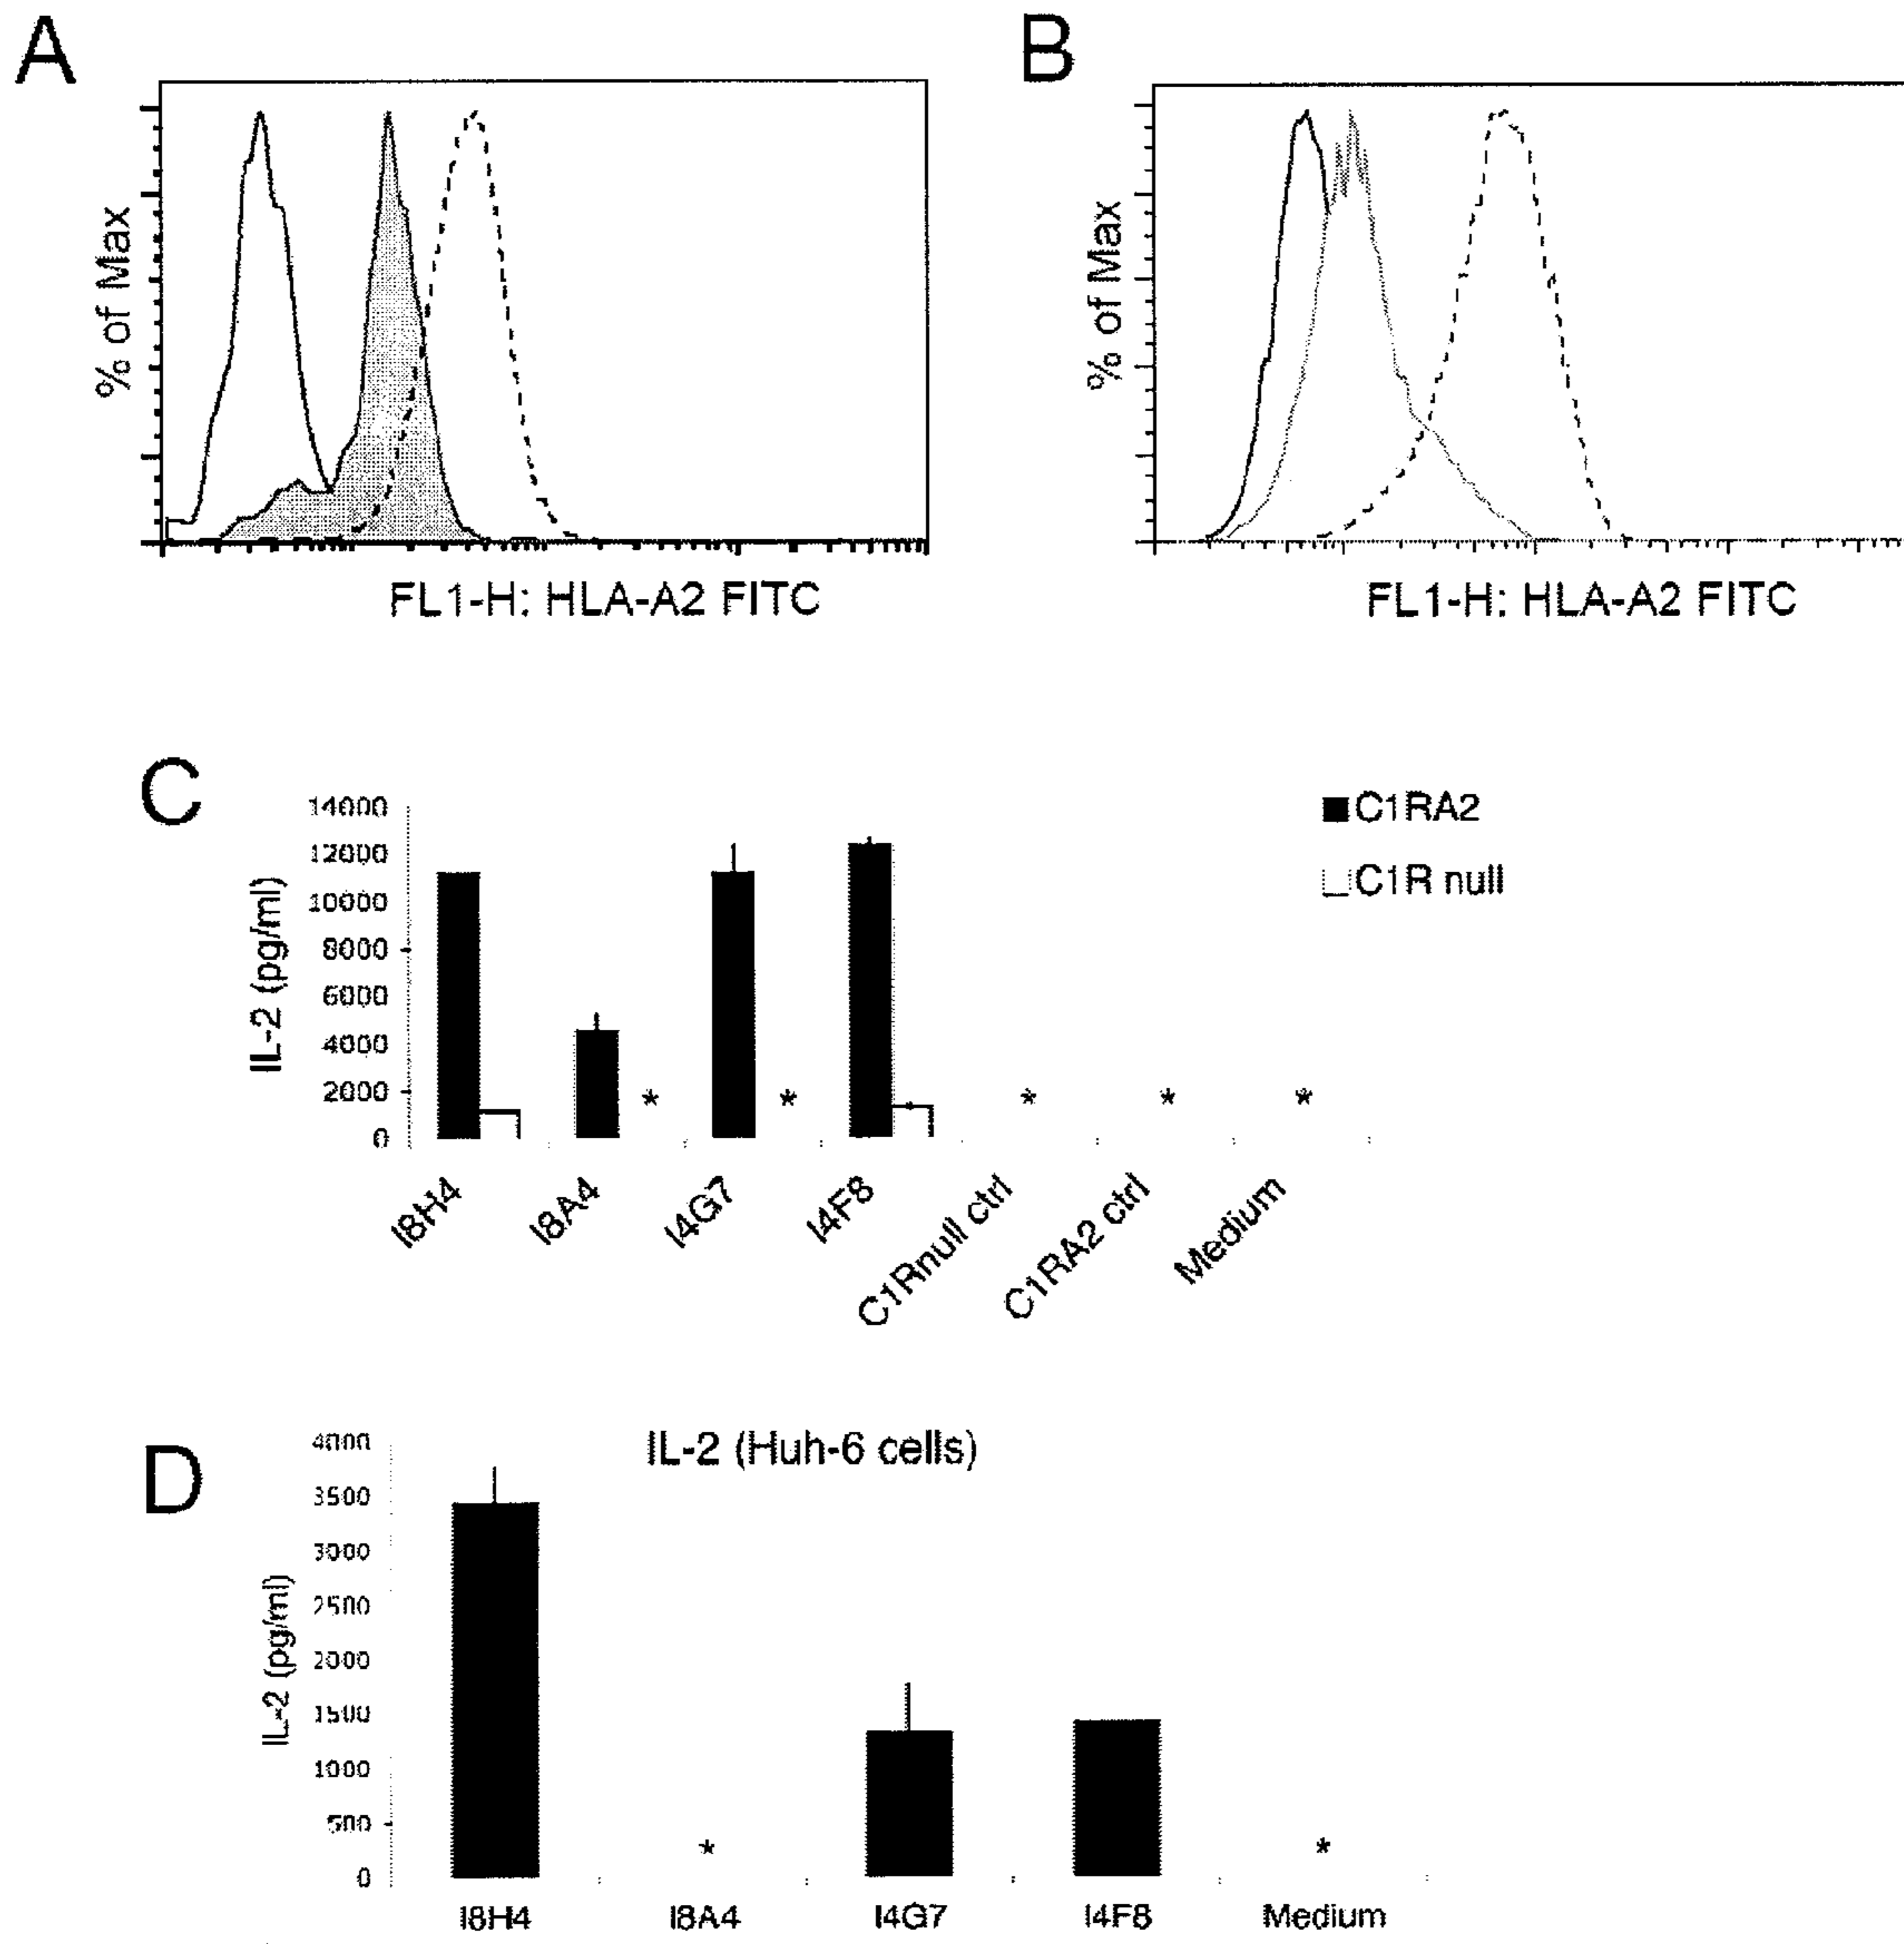 A
B
% of Max
% of Max
FL1-H: HLA-A2 FITC
FL1-H: HLA-A2 FITC
C
14000
12000
10000
8000
6000
4000
2000
0
IL-2 (pg/ml)
C1RA2
C1R null
*
*
*
*
*
I8H4
I8A4
I4G7
I4F8
C1Rnull ctrl
C1RA2 ctrl
Medium
D
IL-2 (Huh-6 cells)
4000
3500
3000
2500
2000
1500
1000
500
0
IL-2 (pg/ml)
*
*
I8H4
I8A4
I4G7
I4F8
Medium